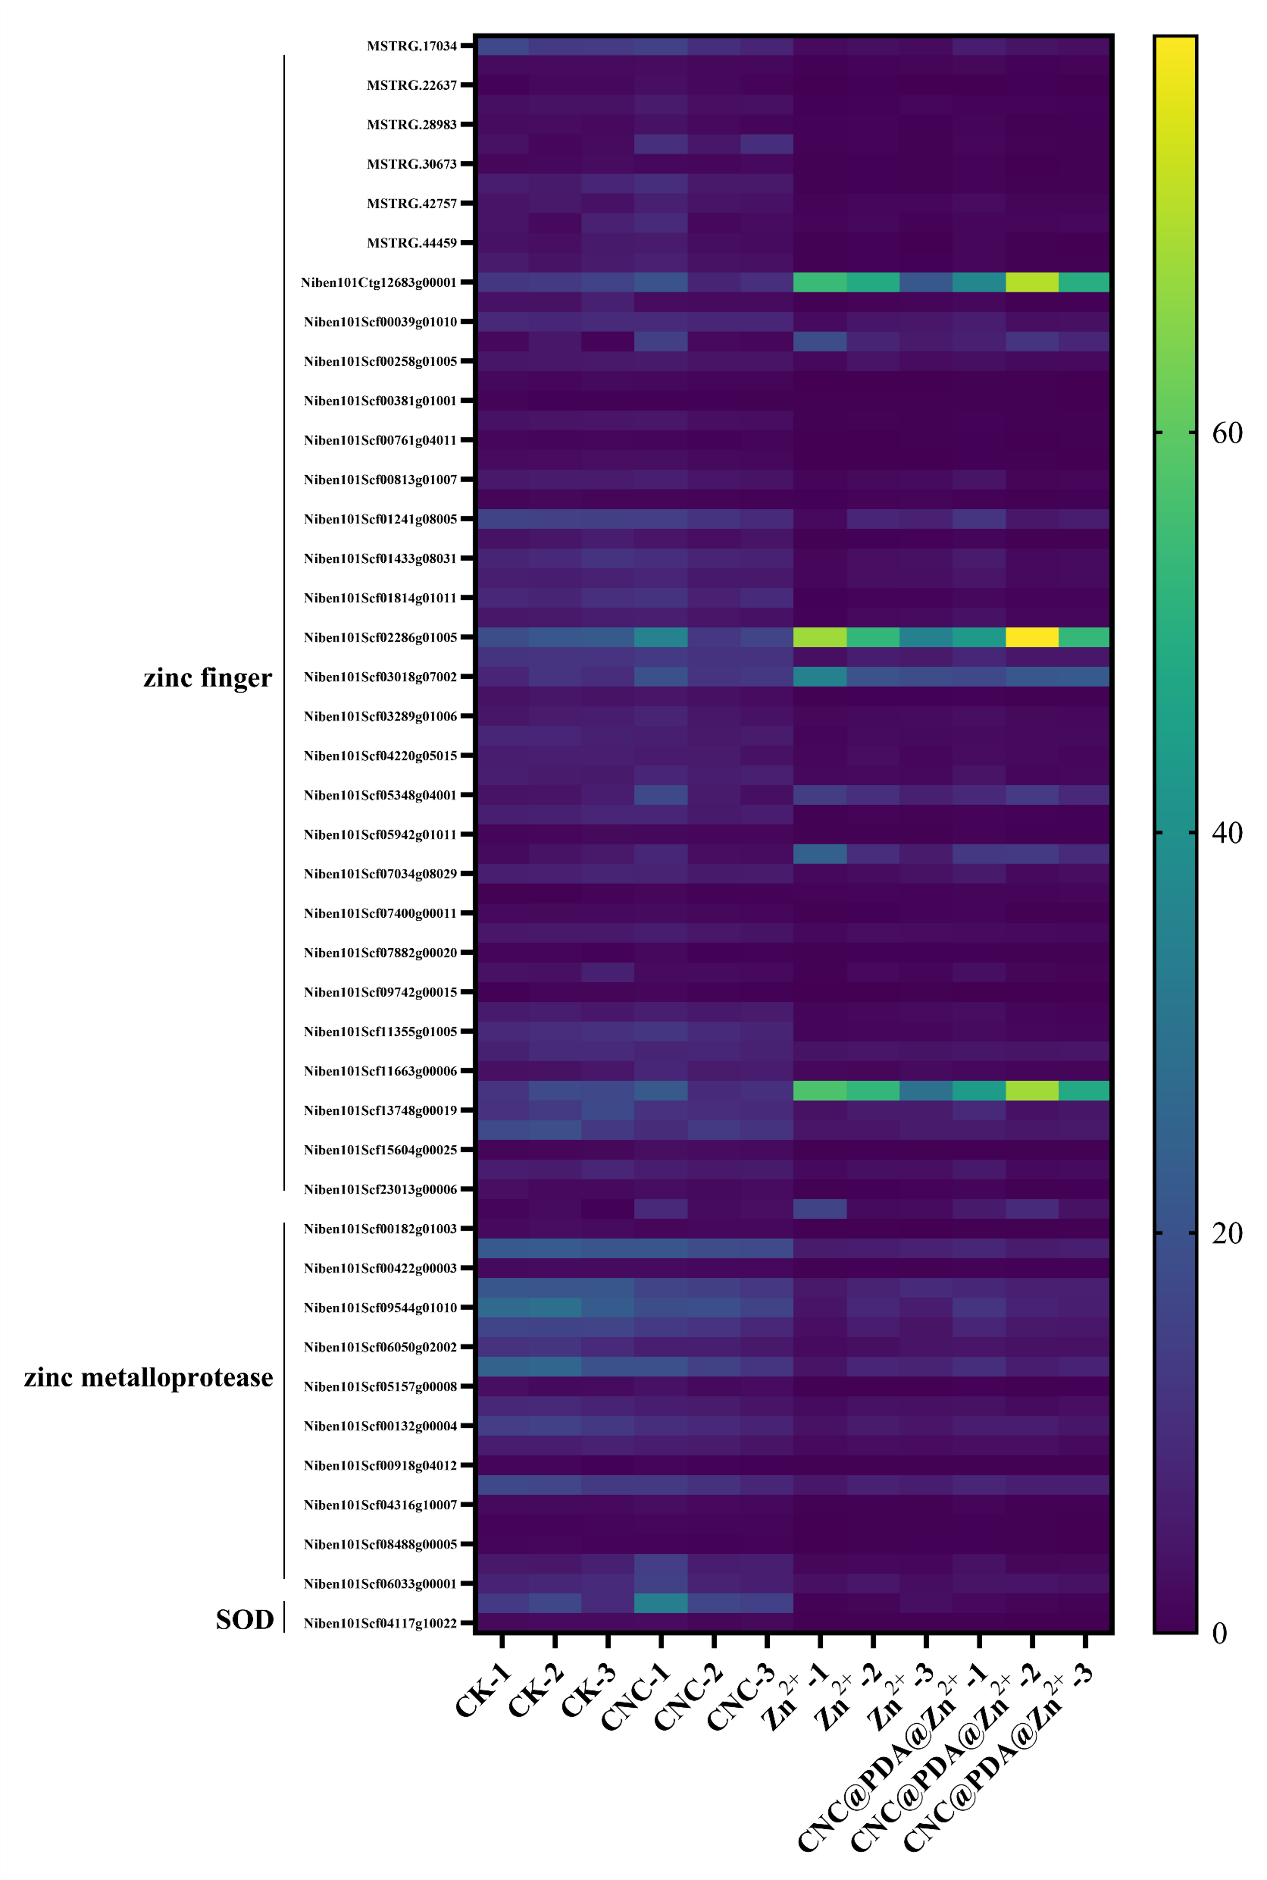 MSTRG.17034
MSTRG.22637
MSTRG.28983
MSTRG.30673
MSTRG.42757
MSTRG.44459
Niben101Ctg12683g00001
Niben101Scf00039g01010
Niben101Scf00258g01005
Niben101Scf00381g01001
Niben101Scf00761g04011
Niben101Scf00813g01007
Niben101Scf01241g08005
Niben101Scf01433g08031
Niben101Scf01814g01011
Niben101Scf02286g01005
zinc finger
Niben101Scf03018g07002
Niben101Scf03289g01006
Niben101Scf04220g05015
Niben101Scf05348g04001
Niben101Scf05942g01011
Niben101Scf07034g08029
Niben101Scf07400g00011
Niben101Scf07882g00020
Niben101Scf09742g00015
Niben101Scf11355g01005
Niben101Scf11663g00006
Niben101Scf13748g00019
Niben101Scf15604g00025
Niben101Scf23013g00006
Niben101Scf00182g01003
Niben101Scf00422g00003
Niben101Scf09544g01010
Niben101Scf06050g02002
zinc metalloprotease
Niben101Scf05157g00008
Niben101Scf00132g00004
Niben101Scf00918g04012
Niben101Scf04316g10007
Niben101Scf08488g00005
Niben101Scf06033g00001
SOD
Niben101Scf04117g10022
60
40
20
0
CK-1
CK-2
CK-3
CNC-1
CNC-2
CNC-3
Zn²⁺ -1
Zn²⁺ -2
Zn²⁺ -3
CNC@PDA@Zn²⁺ -1
CNC@PDA@Zn²⁺ -2
CNC@PDA@Zn²⁺ -3